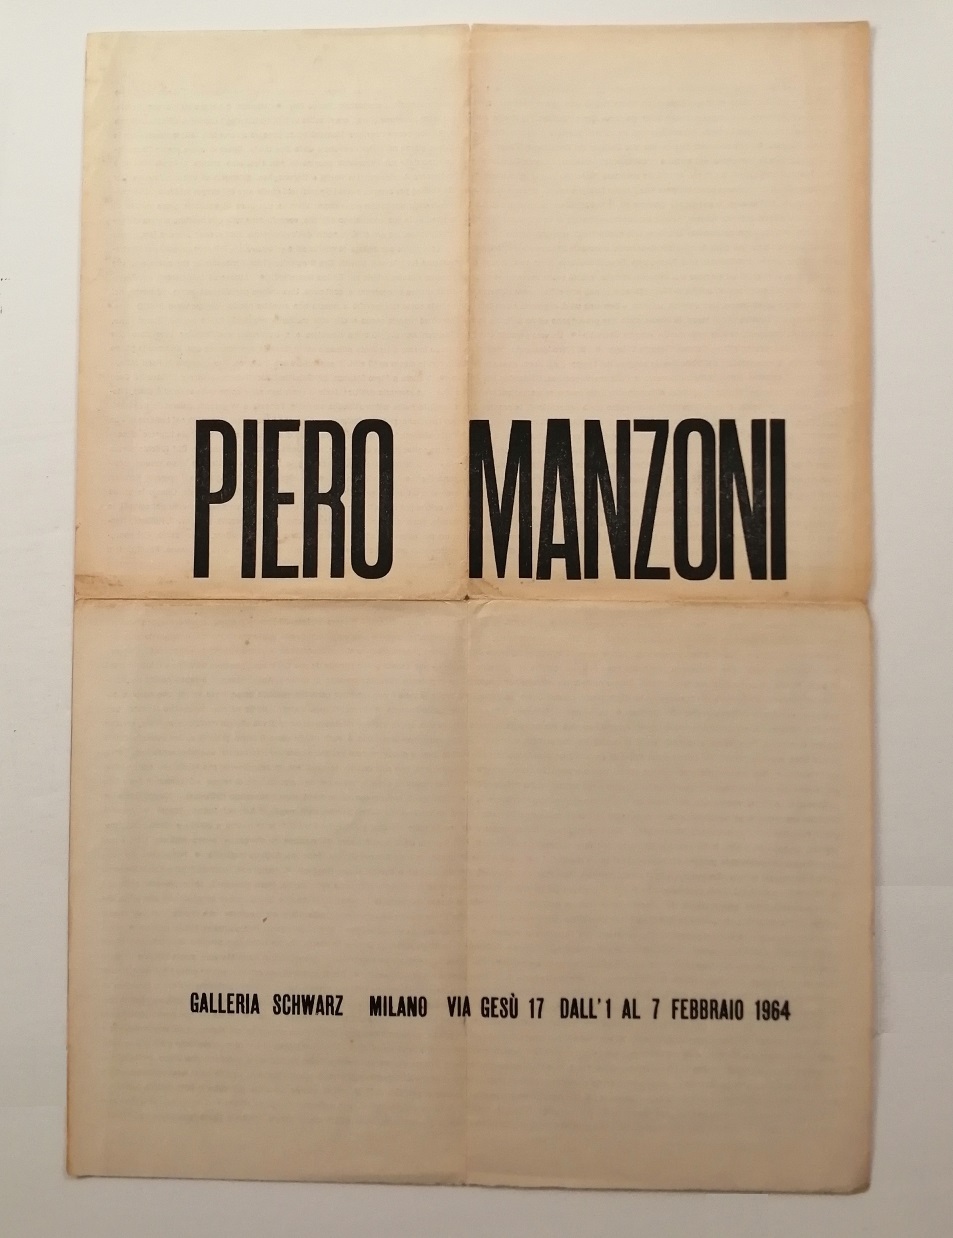 PIERO MANZONI
GALLERIA SCHWARZ MILANO VIA GESÙ 17 DALL'1 AL 7 FEBBRAIO 1964